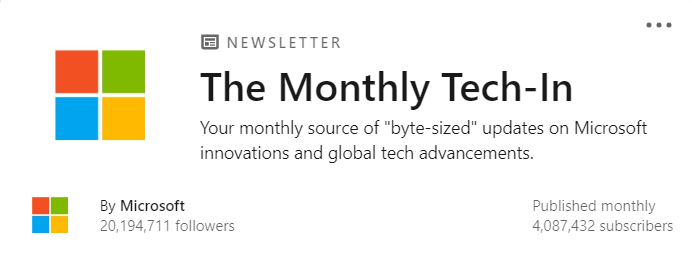 NEWSLETTER
The Monthly Tech-In
Your monthly source of "byte-sized" updates on Microsoft
innovations and global tech advancements.
By Microsoft
20,194,711 followers
Published monthly
4,087,432 subscribers